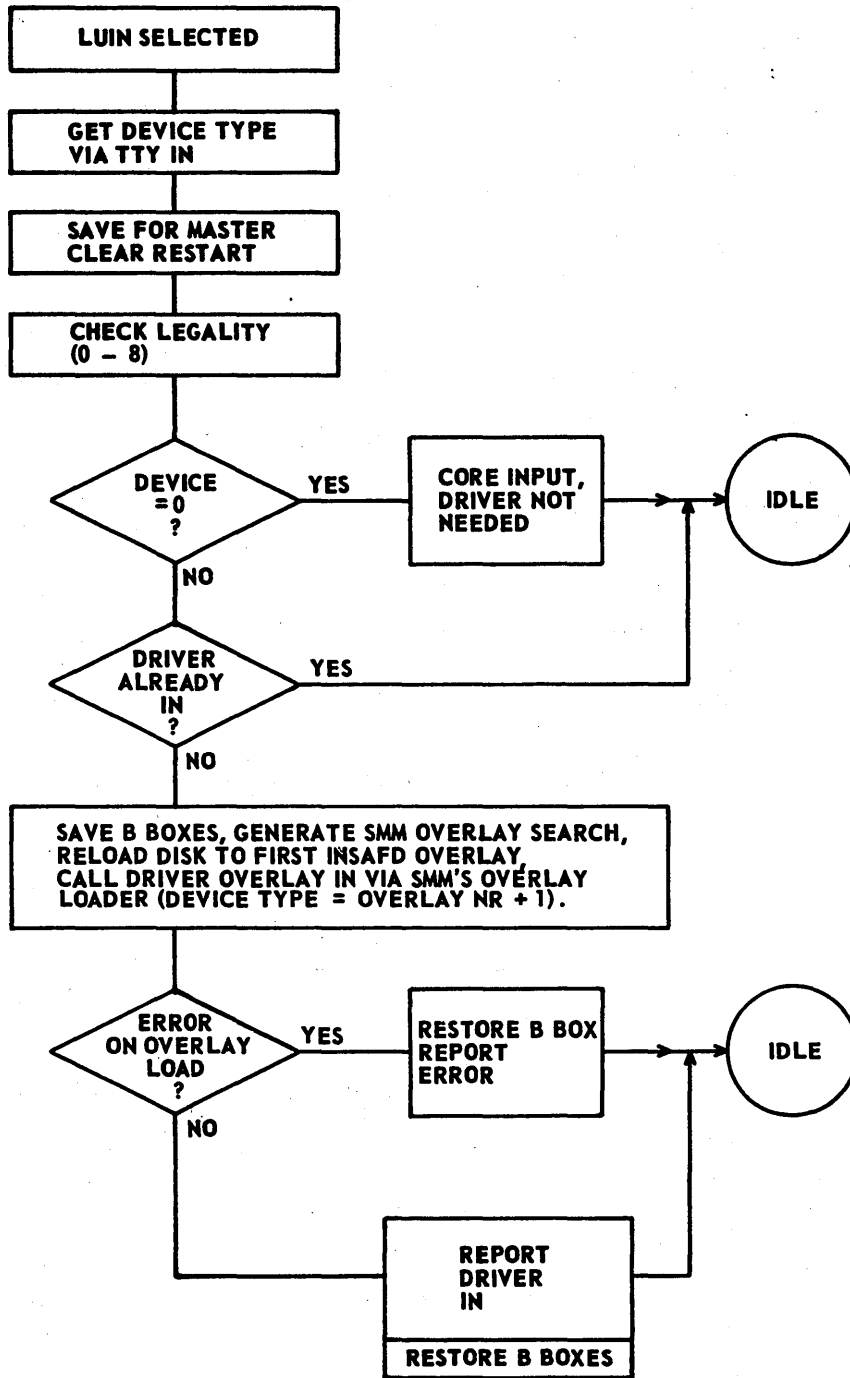 LUIN SELECTED
GET DEVICE TYPE
VIA TTY IN
SAVE FOR MASTER
CLEAR RESTART
CHECK LEGALITY
(0 – 8)
DEVICE
=0
?
YES
CORE INPUT,
DRIVER NOT
NEEDED
IDLE
NO
DRIVER
ALREADY
IN
?
YES
NO
SAVE B BOXES, GENERATE SMM OVERLAY SEARCH,
RELOAD DISK TO FIRST INSAFD OVERLAY,
CALL DRIVER OVERLAY IN VIA SMM'S OVERLAY
LOADER (DEVICE TYPE = OVERLAY NR + 1).
ERROR
ON OVERLAY
LOAD
?
YES
RESTORE B BOX
REPORT
ERROR
IDLE
NO
REPORT
DRIVER
IN
RESTORE B BOXES